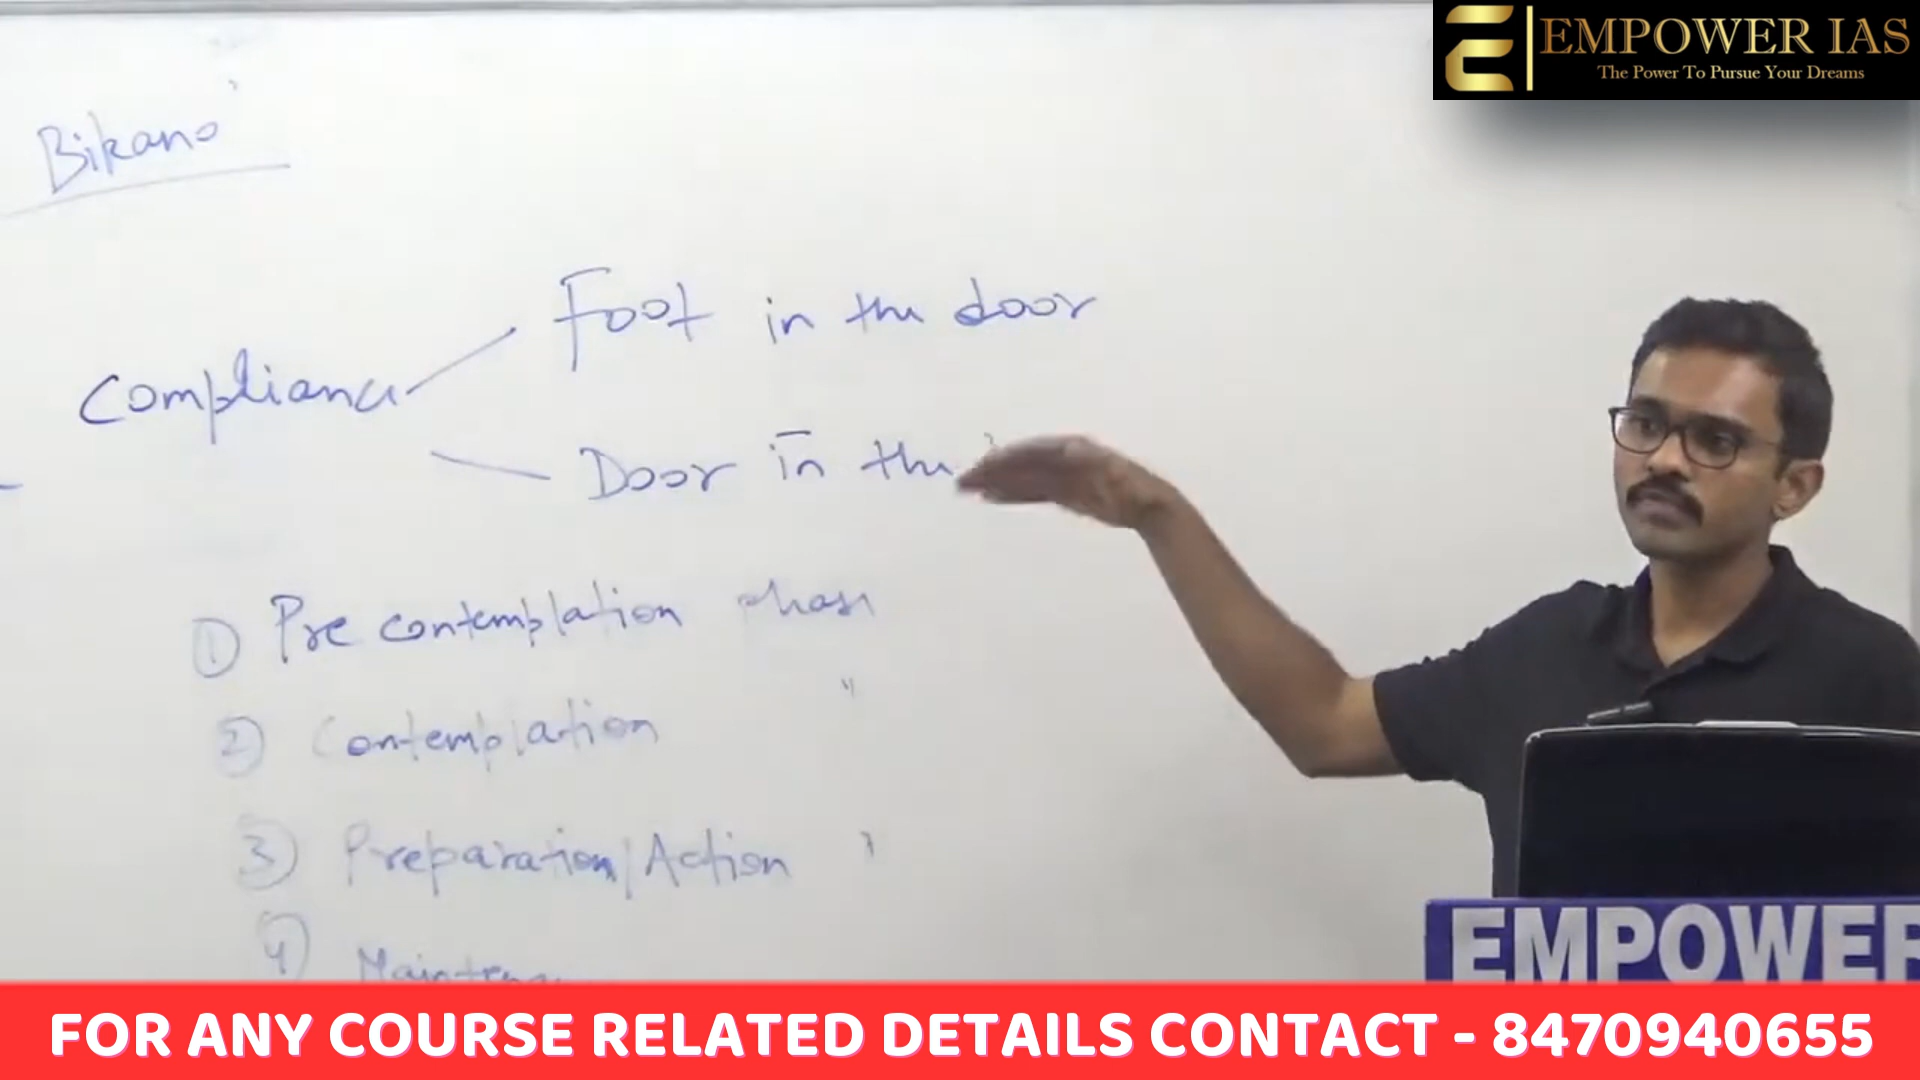 EMPOWER IAS
The Power To Pursue Your Dreams
Bikano
Compliance
Foot in the door
Door in the
① Pre contemplation phase
② Contemplation "
③ Preparation/Action "
④
EMPOWER
FOR ANY COURSE RELATED DETAILS CONTACT - 8470940655